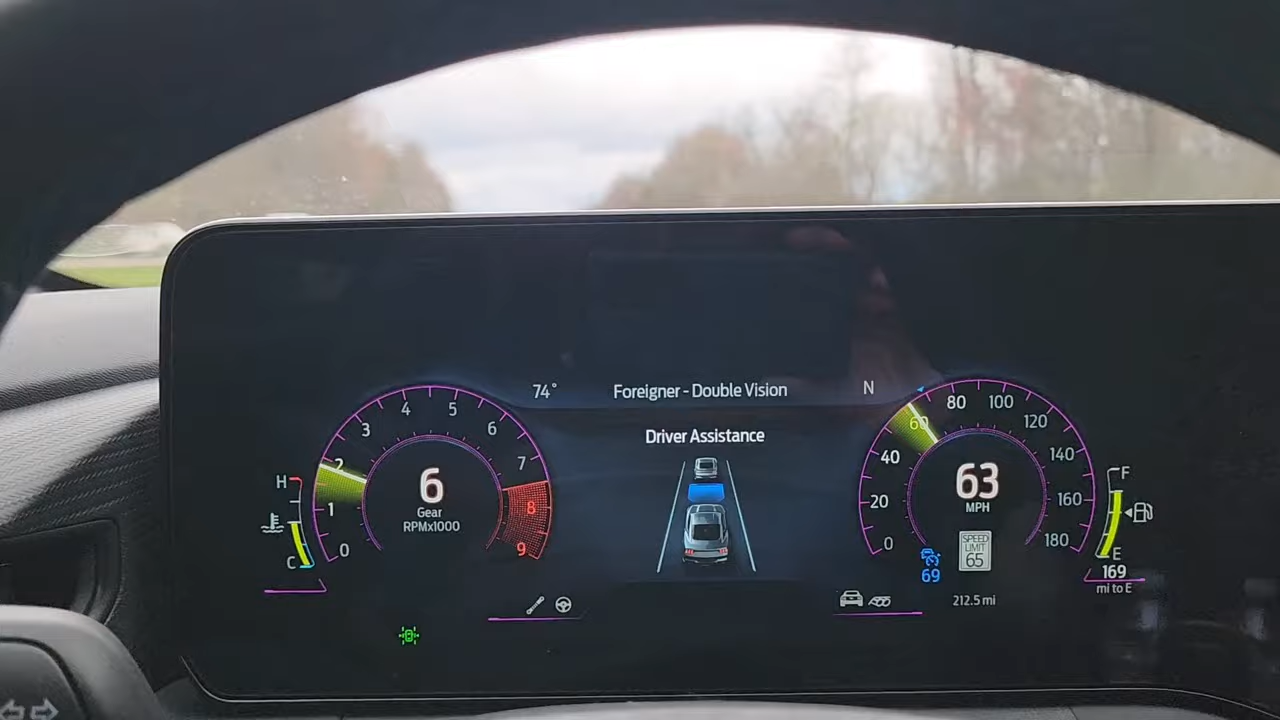 74°
Foreigner - Double Vision
N
Driver Assistance
0
1
2
3
4
5
6
7
8
9
6
Gear
RPMx1000
H
C
0
20
40
60
80
100
120
140
160
180
63
MPH
SPEED
LIMIT
65
69
212.5 mi
F
E
169
mi to E